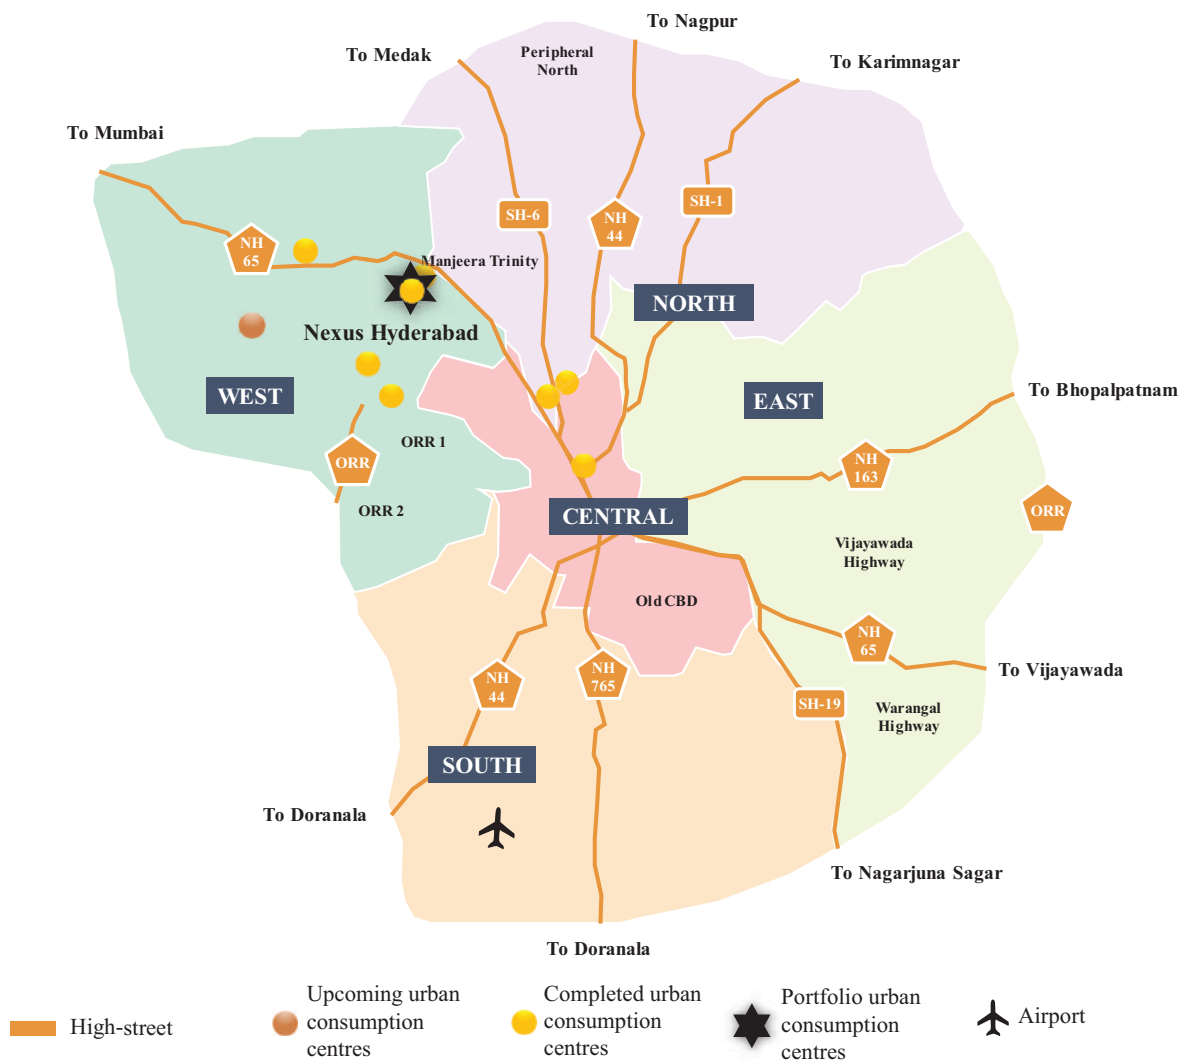 To Nagpur
To Medak
Peripheral
North
To Karimnagar
To Mumbai
SH-6
NH
44
SH-1
NH
65
Manjeera Trinity
NORTH
Nexus Hyderabad
WEST
EAST
To Bhopalpatnam
ORR 1
ORR
NH
163
ORR 2
CENTRAL
ORR
Vijayawada
Highway
Old CBD
NH
65
To Vijayawada
NH
44
NH
765
SH-19
Warangal
Highway
SOUTH
To Doranala
To Nagarjuna Sagar
To Doranala
High-street
Upcoming urban
consumption
centres
Completed urban
consumption
centres
Portfolio urban
consumption
centres
Airport